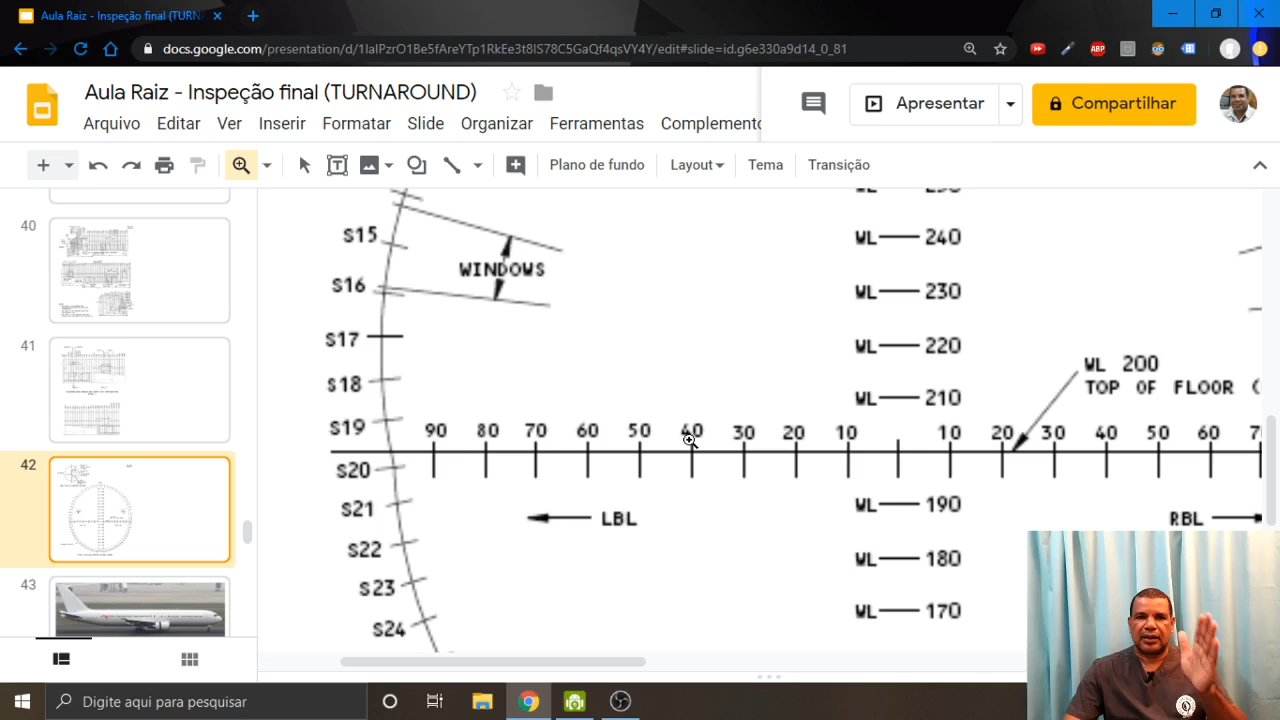 Aula Raiz - Inspeção final (TURN
docs.google.com/presentation/d/1IaIPzrO1Be5fAreYTp1RkEe3t8IS78C5GaQf4qsVY4Y/edit#slide=id.g6e330a9d14_0_81
ABP
Aula Raiz - Inspeção final (TURNAROUND)
Arquivo Editar Ver Inserir Formatar Slide Organizar Ferramentas Complemento
Apresentar
Compartilhar
Plano de fundo Layout Tema Transição
40
41
42
43
S15
S16
S17
S18
S19
S20
S21
S22
S23
S24
WINDOWS
WL 240
WL 230
WL 220
WL 210
WL 200
TOP OF FLOOR (
90 80 70 60 50 40 30 20 10 10 20 30 40 50 60 7
WL 190
LBL
RBL
WL 180
WL 170
Digite aqui para pesquisar